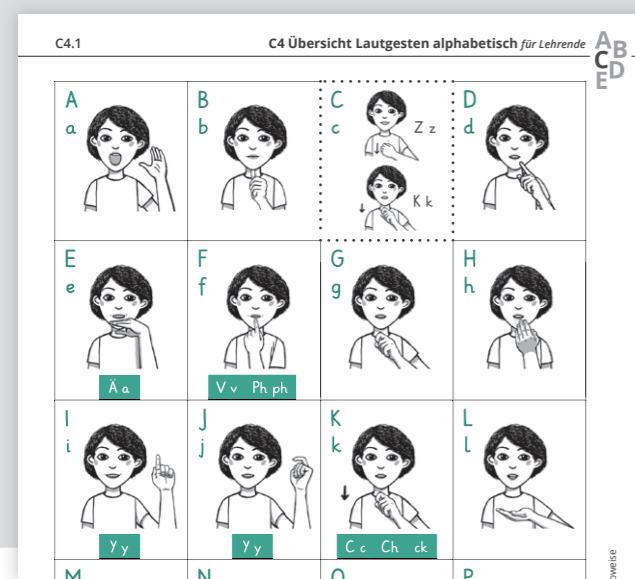 C4.1 C4 Übersicht Lautgesten alphabetisch für Lehrende
A B C D E
A B C D
a b c d
Z z
K k
E F G H
e f g h
Ä a V v Ph ph
I J K L
i j k l
y y y y C c Ch ck
M N O P